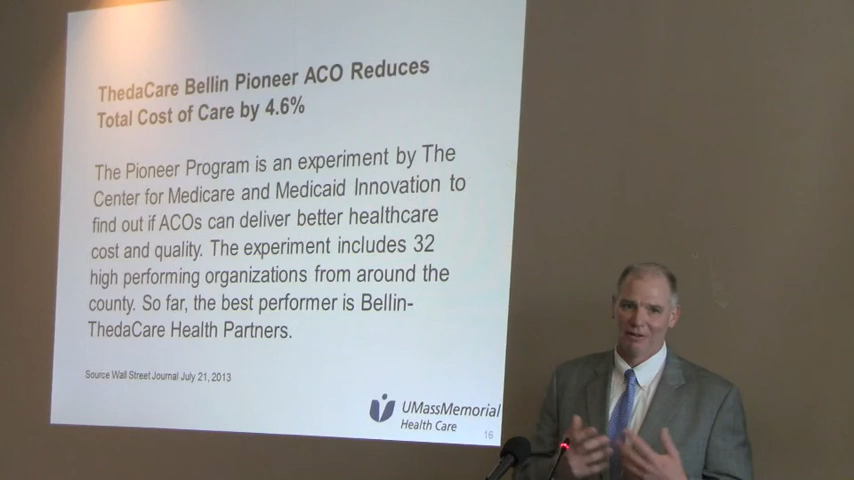 ThedaCare Bellin Pioneer ACO Reduces
Total Cost of Care by 4.6%
The Pioneer Program is an experiment by The
Center for Medicare and Medicaid Innovation to
find out if ACOs can deliver better healthcare
cost and quality. The experiment includes 32
high performing organizations from around the
county. So far, the best performer is Bellin-
ThedaCare Health Partners.
Source Wall Street Journal July 21, 2013
UMassMemorial
Health Care
16